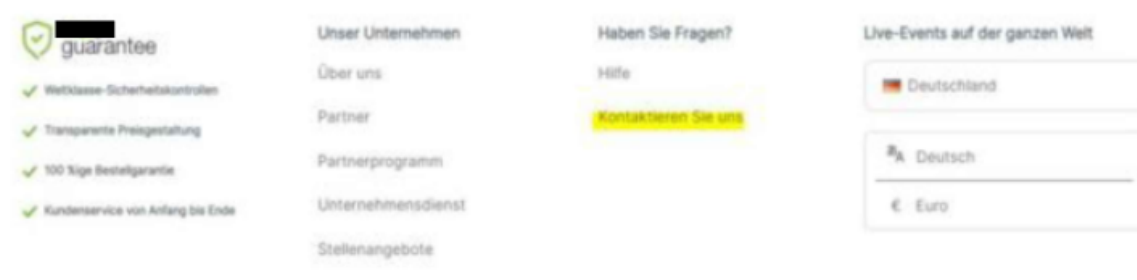 guarantee
Weltklasse-Sicherheitskontrollen
Transparente Preisgestaltung
100 %ige Bestellgarantie
Kundenservice von Anfang bis Ende
Unser Unternehmen
Über uns
Partner
Partnerprogramm
Unternehmensdienst
Stellenangebote
Haben Sie Fragen?
Hilfe
Kontaktieren Sie uns
Live-Events auf der ganzen Welt
Deutschland
Deutsch
€ Euro